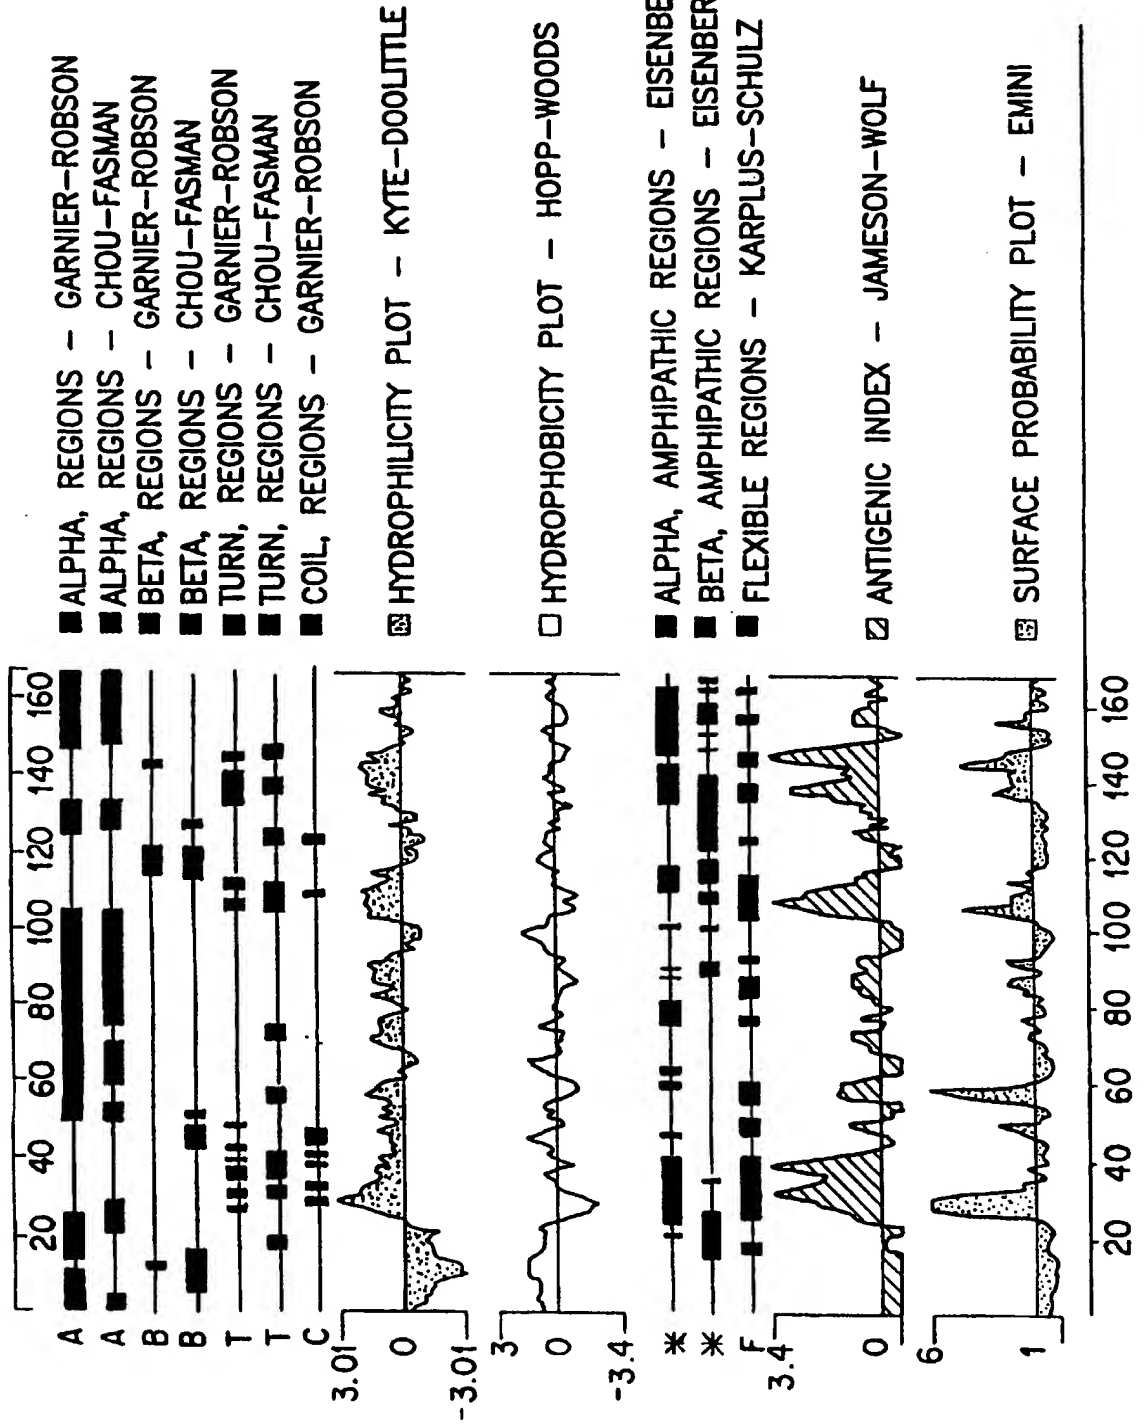 20 40 60 80 100 120 140 160
A ALPHA, REGIONS – GARNIER–ROBSON
A ALPHA, REGIONS – CHOU–FASMAN
B BETA, REGIONS – GARNIER–ROBSON
B BETA, REGIONS – CHOU–FASMAN
T TURN, REGIONS – GARNIER–ROBSON
T TURN, REGIONS – CHOU–FASMAN
C COIL, REGIONS – GARNIER–ROBSON
3.01
0 HYDROPHILICITY PLOT – KYTE–DOOLITTLE
-3.01
3
0 HYDROPHOBICITY PLOT – HOPP–WOODS
-3.4
* ALPHA, AMPHIPATHIC REGIONS – EISENBE
* BETA, AMPHIPATHIC REGIONS – EISENBER
F FLEXIBLE REGIONS – KARPLUS–SCHULZ
3.4
0 ANTIGENIC INDEX – JAMESON–WOLF
6
1 SURFACE PROBABILITY PLOT – EMINI
20 40 60 80 100 120 140 160